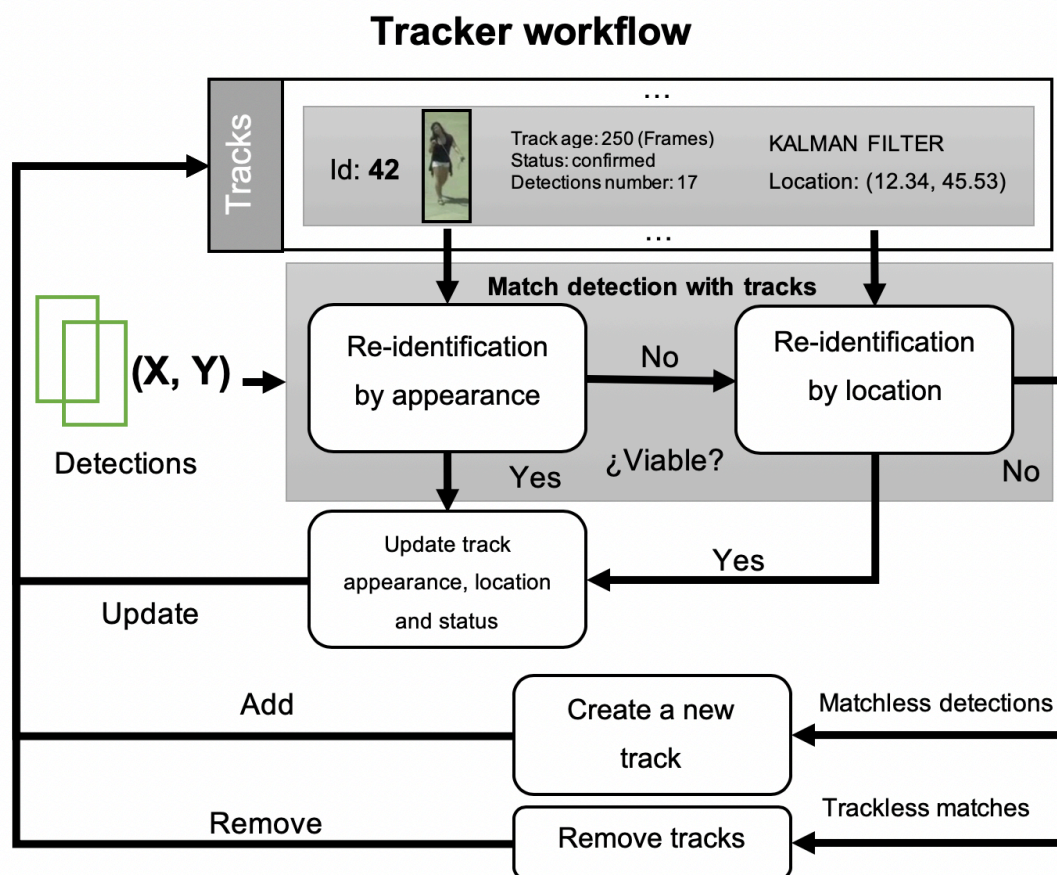 Tracker workflow
...
Tracks
Id: 42
Track age: 250 (Frames)
Status: confirmed
Detections number: 17
KALMAN FILTER
Location: (12.34, 45.53)
...
Match detection with tracks
(X, Y)
Detections
Re-identification
by appearance
No
Re-identification
by location
Yes
¿Viable?
No
Update track
appearance, location
and status
Yes
Update
Add
Create a new
track
Matchless detections
Remove
Remove tracks
Trackless matches